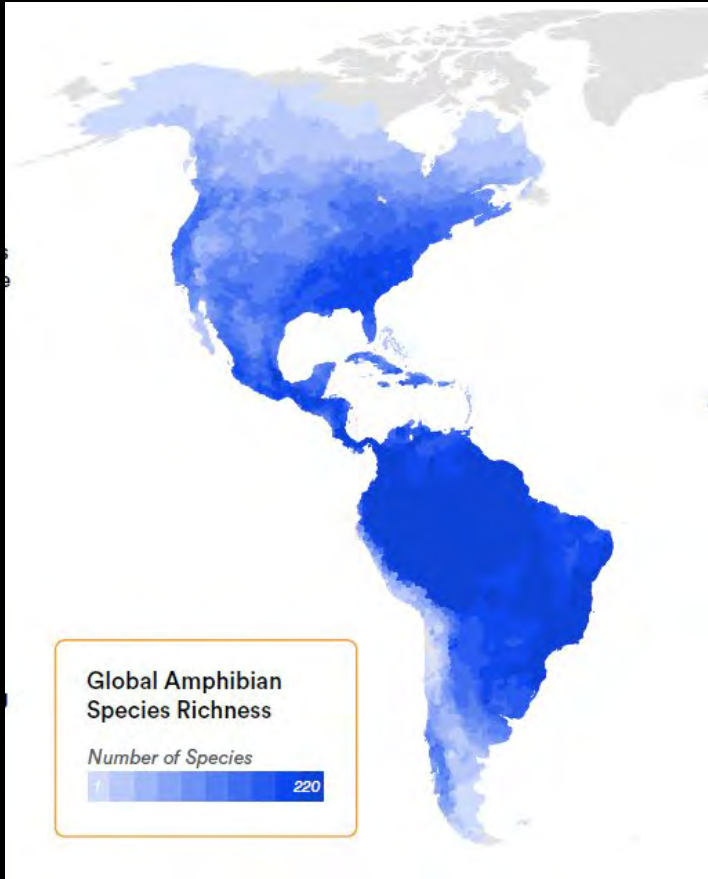 s
e
Global Amphibian
Species Richness
Number of Species
1 220